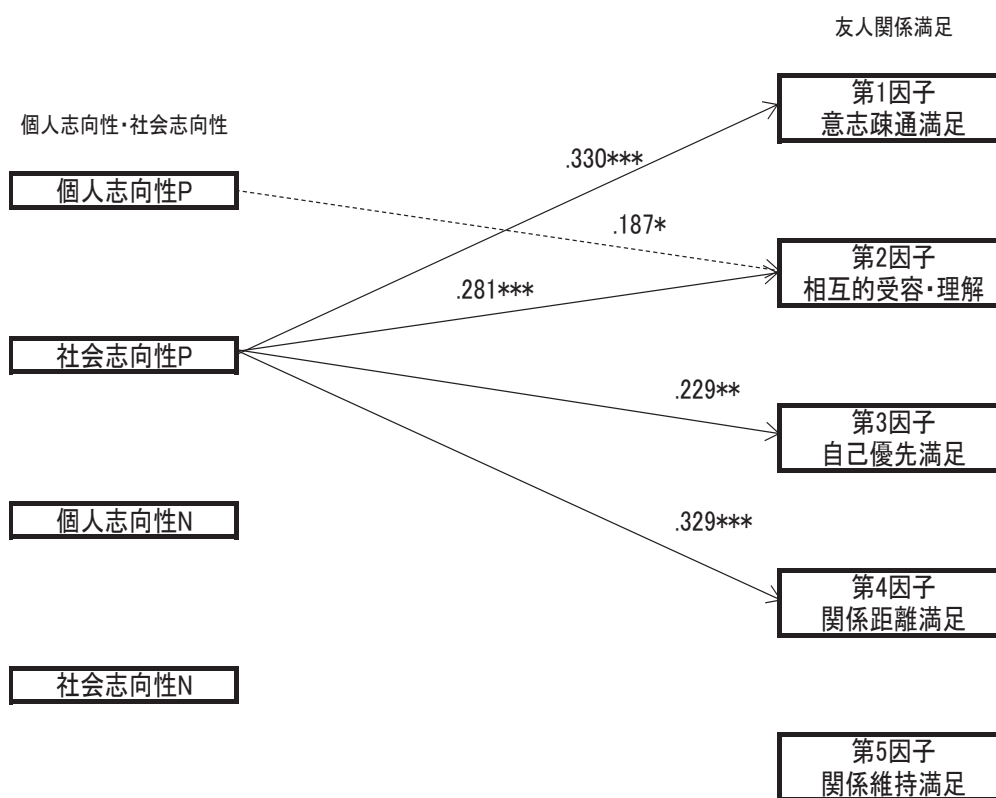 友人関係満足
第1因子
意志疎通満足
個人志向性・社会志向性
.330***
個人志向性P
.187*
第2因子
相互的受容・理解
.281***
社会志向性P
.229**
第3因子
自己優先満足
個人志向性N
.329***
第4因子
関係距離満足
社会志向性N
第5因子
関係維持満足